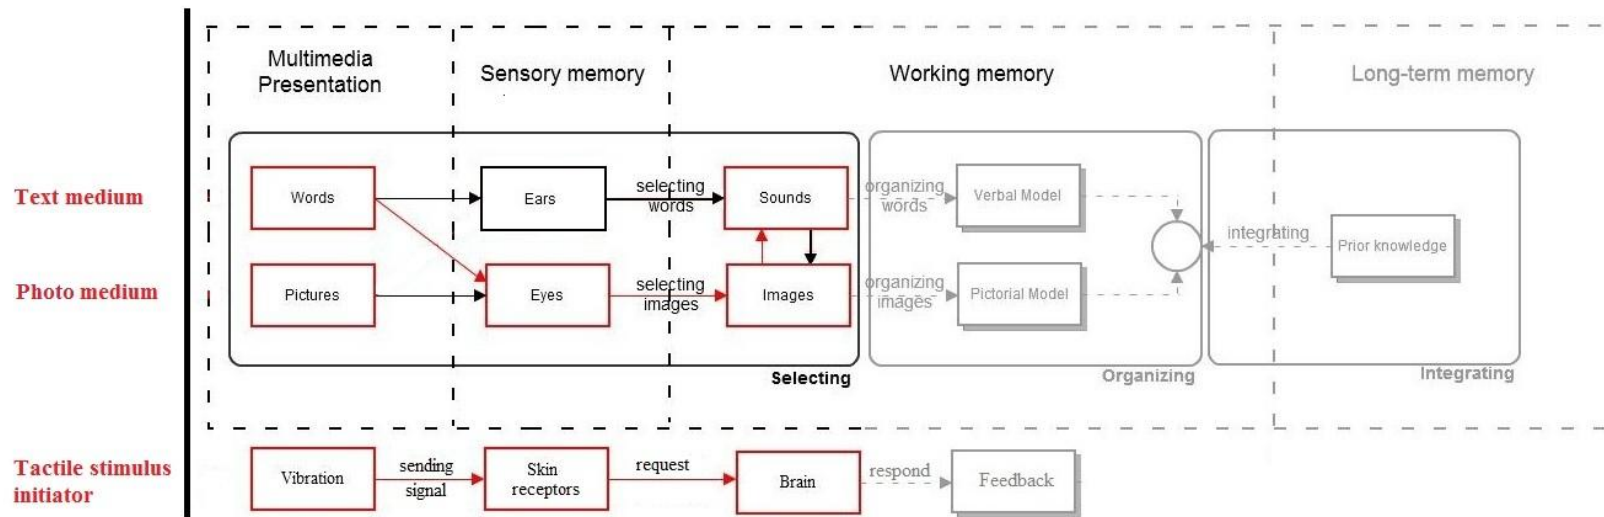 Multimedia
Presentation
Sensory memory
Working memory
Long-term memory
Text medium
Words
Ears
selecting
words
Sounds
organizing
words
Verbal Model
integrating
Prior knowledge
Photo medium
Pictures
Eyes
selecting
images
Images
organizing
images
Pictorial Model
Selecting
Organizing
Integrating
Tactile stimulus
initiator
Vibration
sending
signal
Skin
receptors
request
Brain
respond
Feedback